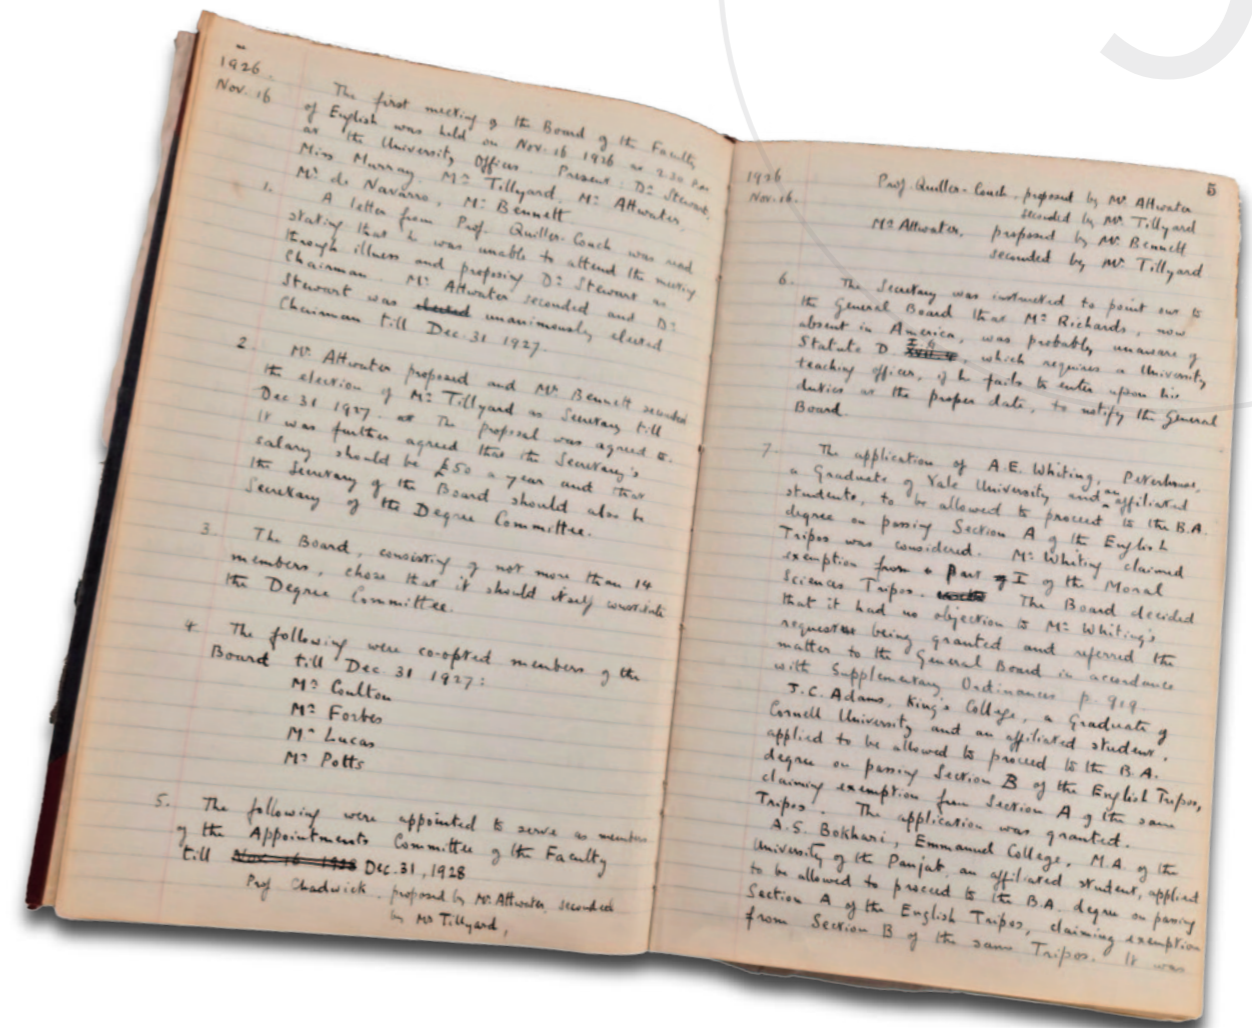 1926.
Nov. 16
The first meeting of the Board of the Faculty
of English was held on Nov. 16 1926 at 2.30 p.m.
at the University Offices. Present: Dr Stewart,
Miss Murray, Mr Tillyard, Mr Attwater,
Mr de Navarro, Mr Bennett.
1. A letter from Prof. Quiller-Couch was read
stating that he was unable to attend the meeting
through illness and proposing Dr Stewart as
Chairman. Mr Attwater seconded and Dr
Stewart was elected unanimously elected
Chairman till Dec. 31 1927.
2. Mr Attwater proposed and Mr Bennett seconded
the election of Mr Tillyard as Secretary till
Dec 31 1927. The proposal was agreed to.
It was further agreed that the Secretary's
salary should be £50 a year and that
the Secretary of the Board should also be
Secretary of the Degree Committee.
3. The Board, consisting of not more than 14
members, chose that it should itself constitute
the Degree Committee.
4. The following were co-opted members of the
Board till Dec. 31 1927:
Mr Coulton
Mr Forbes
Mr Lucas
Mr Potts
5. The following were appointed to serve as members
of the Appointments Committee of the Faculty
till Nov. 16 1928 Dec. 31, 1928
Prof Chadwick, proposed by Mr Attwater, seconded
by Mr Tillyard,
5
1926
Nov. 16.
Prof. Quiller-Couch, proposed by Mr Attwater
seconded by Mr Tillyard
Mr Attwater, proposed by Mr Bennett
seconded by Mr Tillyard
6. The Secretary was instructed to point out to
the General Board that Mr Richards, now
absent in America, was probably unaware of
Statute D I 6, which requires a University
teaching officer, if he fails to enter upon his
duties at the proper date, to notify the General
Board.
7. The application of A.E. Whiting, Peterhouse,
a Graduate of Yale University and an affiliated
students, to be allowed to proceed to the B.A.
degree on passing Section A of the English
Tripos was considered. Mr Whiting claimed
exemption from Part I of the Moral
Sciences Tripos. The Board decided
that it had no objection to Mr Whiting's
request being granted and referred the
matter to the General Board in accordance
with Supplementary Ordinances p. 919.
J.C. Adams, King's College, a Graduate of
Cornell University and an affiliated student,
applied to be allowed to proceed to the B.A.
degree on passing Section B of the English Tripos,
claiming exemption from Section A of the same
Tripos. The application was granted.
A.S. Bokhari, Emmanuel College, M.A. of the
University of the Panjab, an affiliated student, applied
to be allowed to proceed to the B.A. degree on passing
Section A of the English Tripos, claiming exemption
from Section B of the same Tripos. It was